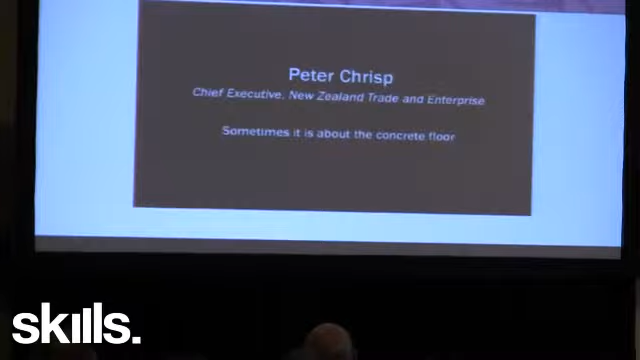 Peter Chrisp
Chief Executive, New Zealand Trade and Enterprise
Sometimes it is about the concrete floor
skills.